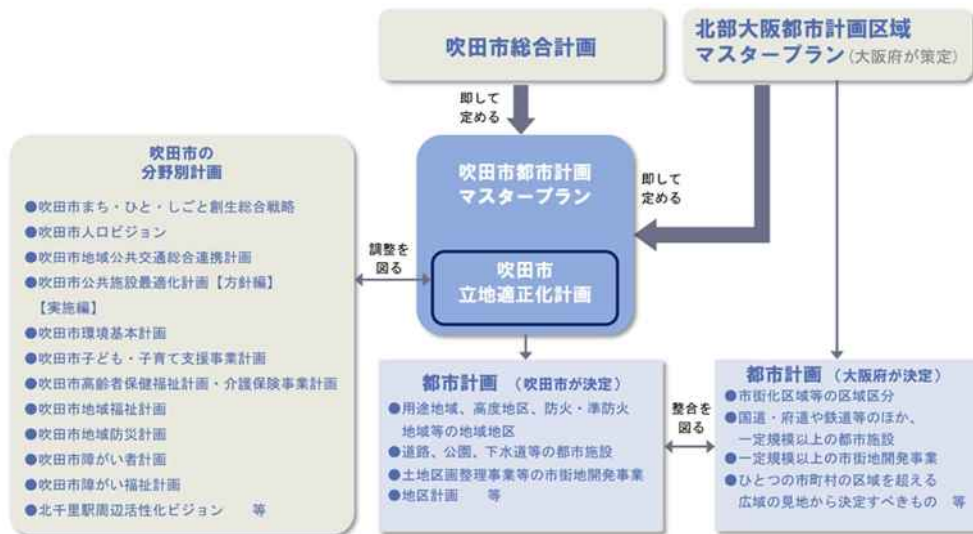 吹田市総合計画
北部大阪都市計画区域
マスタープラン(大阪府が策定)
即して
定める
吹田市の
分野別計画
●吹田市まち・ひと・しごと創生総合戦略
●吹田市人口ビジョン
●吹田市地域公共交通総合連携計画
●吹田市公共施設最適化計画【方針編】
【実施編】
●吹田市環境基本計画
●吹田市子ども・子育て支援事業計画
●吹田市高齢者保健福祉計画・介護保険事業計画
●吹田市地域福祉計画
●吹田市地域防災計画
●吹田市障がい者計画
●吹田市障がい福祉計画
●北千里駅周辺活性化ビジョン 等
調整を
図る
吹田市都市計画
マスタープラン
吹田市
立地適正化計画
即して
定める
都市計画 (吹田市が決定)
●用途地域、高度地区、防火・準防火
地域等の地域地区
●道路、公園、下水道等の都市施設
●土地区画整理事業等の市街地開発事業
●地区計画 等
整合を
図る
都市計画 (大阪府が決定)
●市街化区域等の区域区分
●国道・府道や鉄道等のほか、
一定規模以上の都市施設
●一定規模以上の市街地開発事業
●ひとつの市町村の区域を超える
広域の見地から決定すべきもの 等